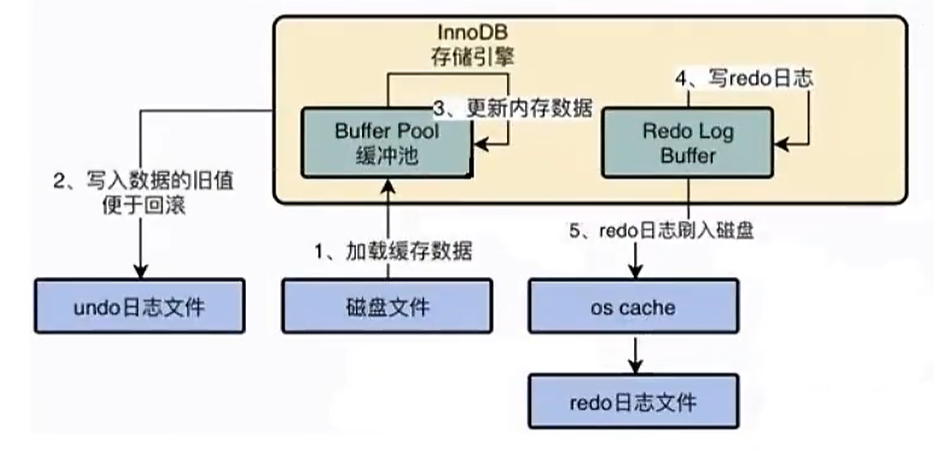 InnoDB
存储引擎
4、写redo日志
3、更新内存数据
Buffer Pool
缓冲池
Redo Log
Buffer
2、写入数据的旧值
便于回滚
5、redo日志刷入磁盘
1、加载缓存数据
undo日志文件
磁盘文件
os cache
redo日志文件